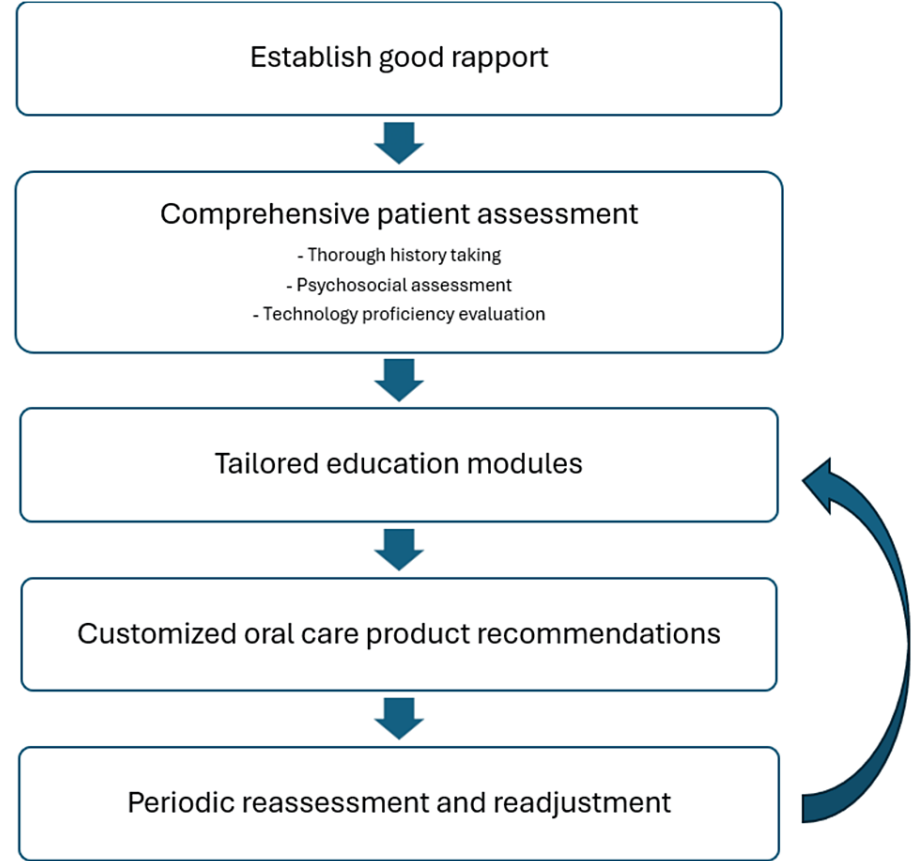 Establish good rapport
Comprehensive patient assessment
- Thorough history taking
- Psychosocial assessment
- Technology proficiency evaluation
Tailored education modules
Customized oral care product recommendations
Periodic reassessment and readjustment